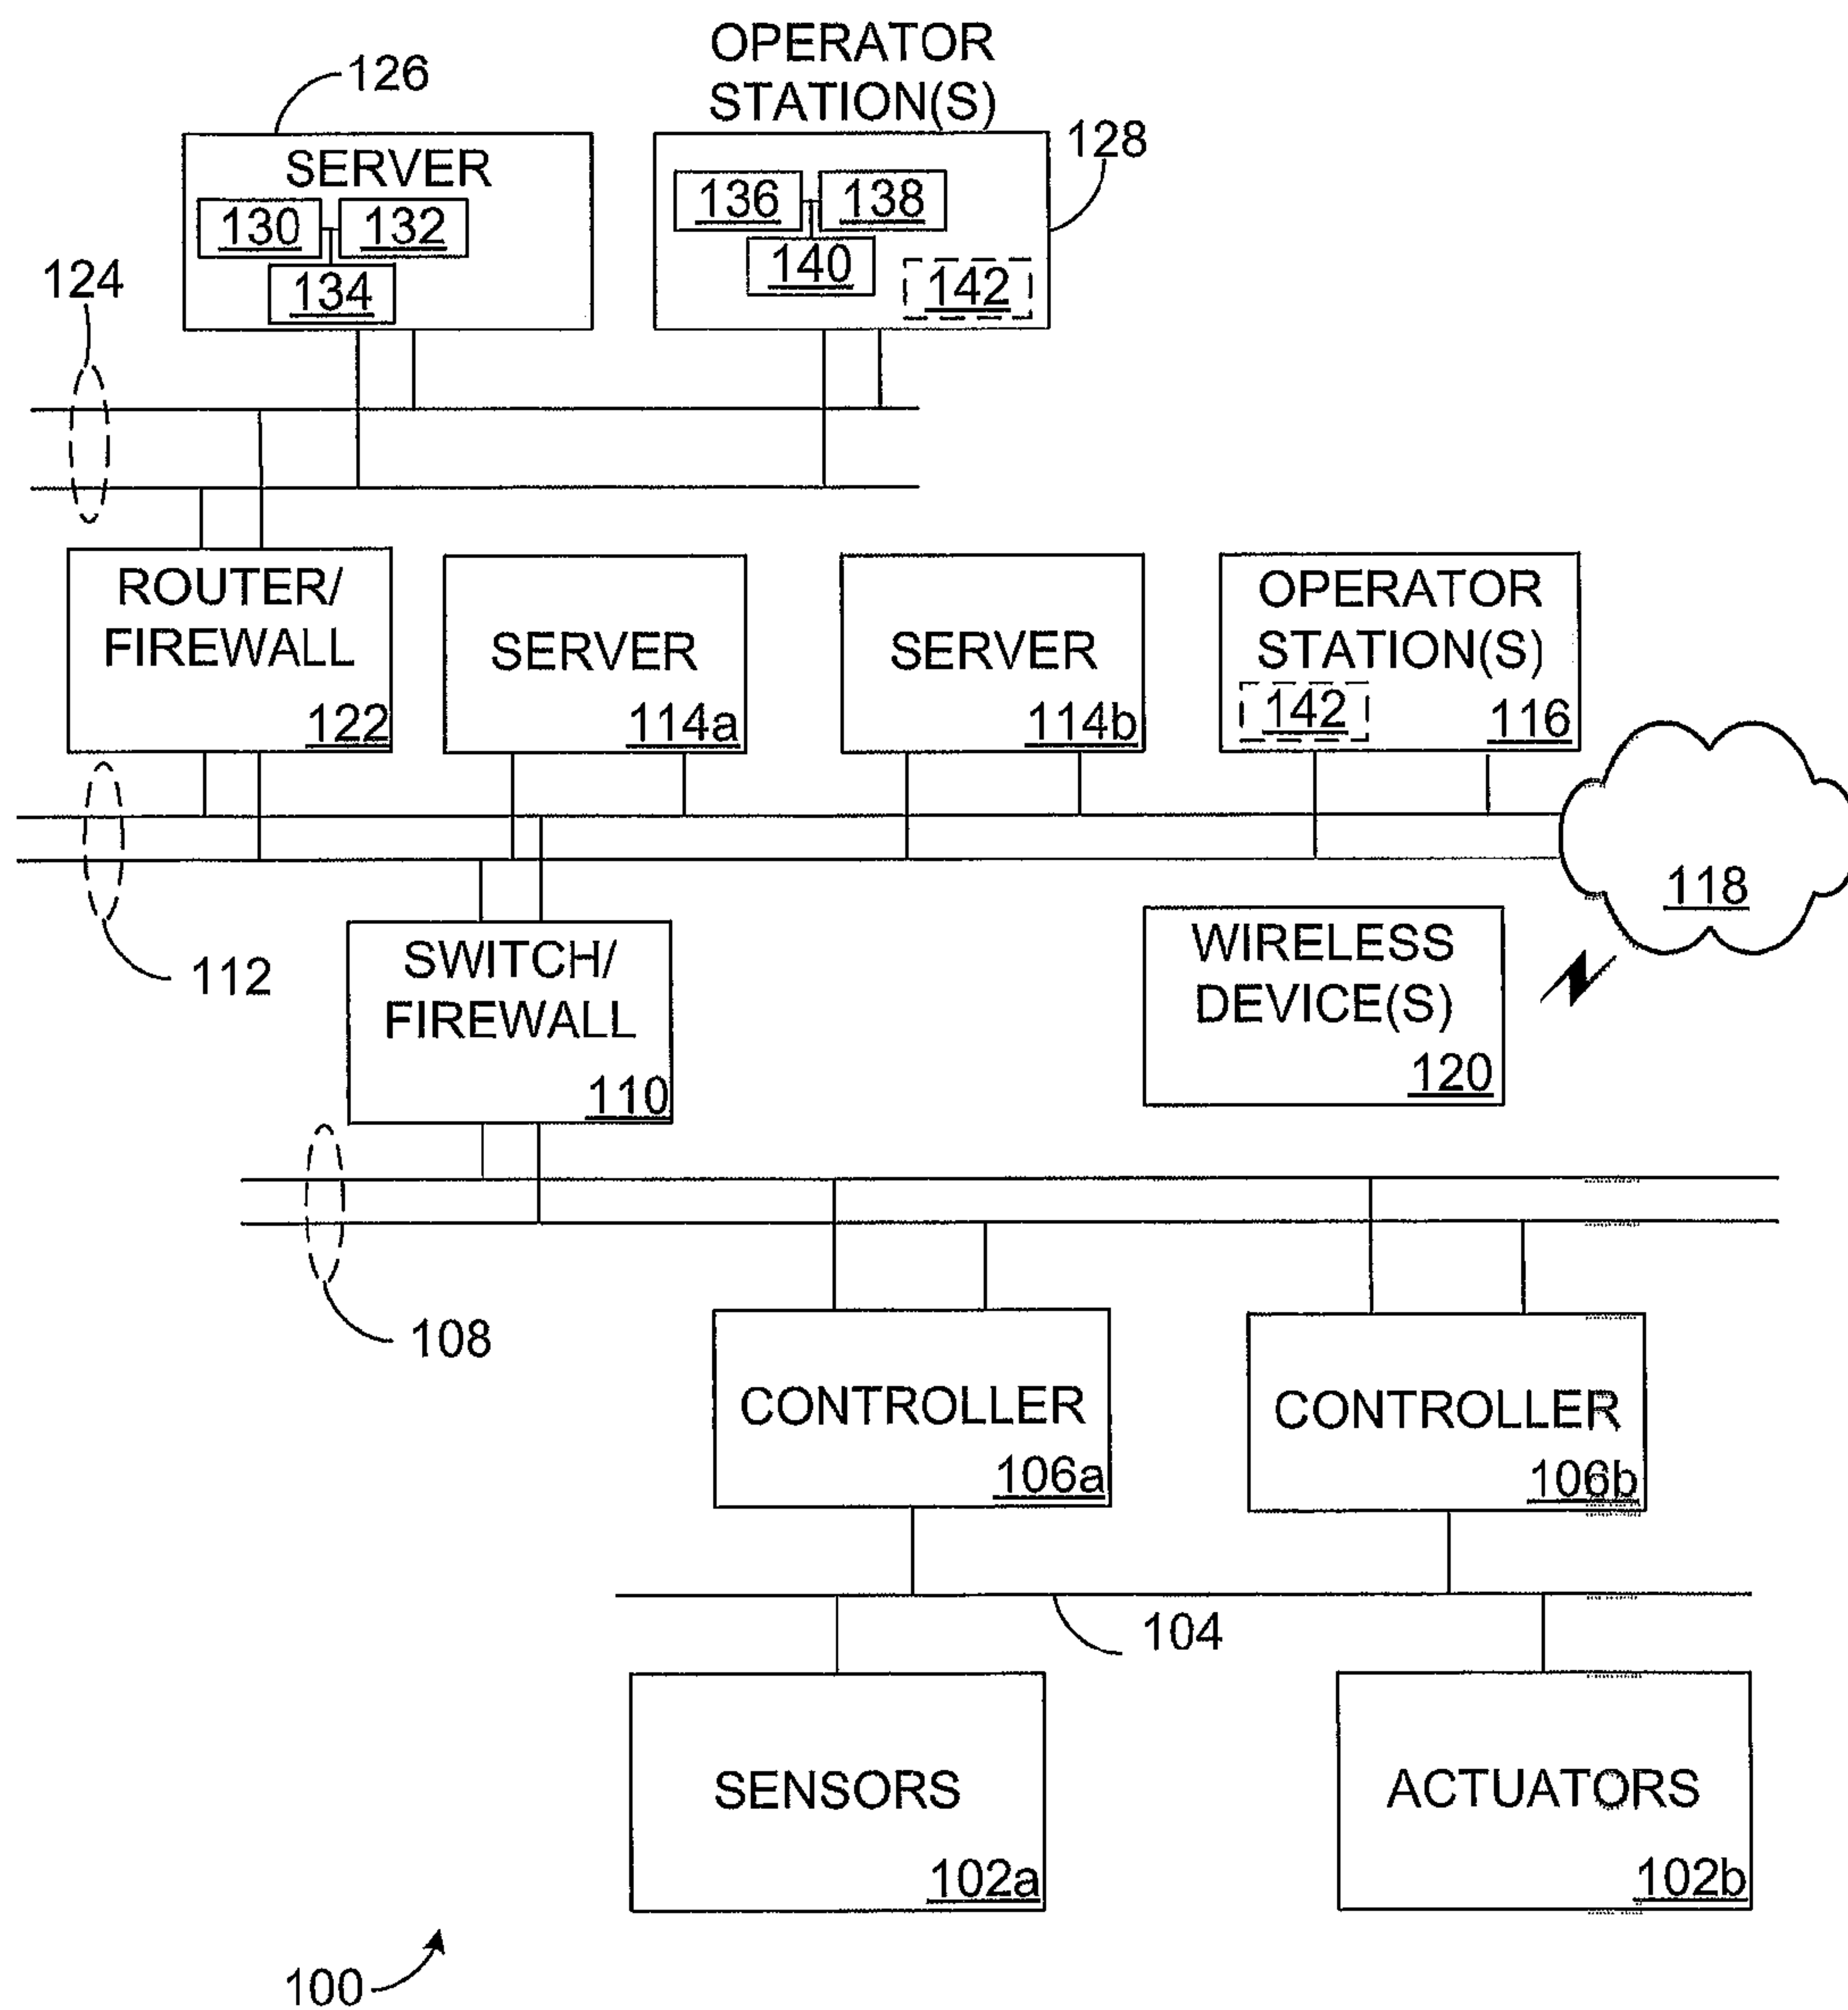 OPERATOR
STATION(S)
126
128
SERVER
130
132
134
136
138
140
142
124
ROUTER/
FIREWALL
122
SERVER
114a
SERVER
114b
OPERATOR
STATION(S)
142
116
118
112
SWITCH/
FIREWALL
110
WIRELESS
DEVICE(S)
120
108
CONTROLLER
106a
CONTROLLER
106b
104
SENSORS
102a
ACTUATORS
102b
100